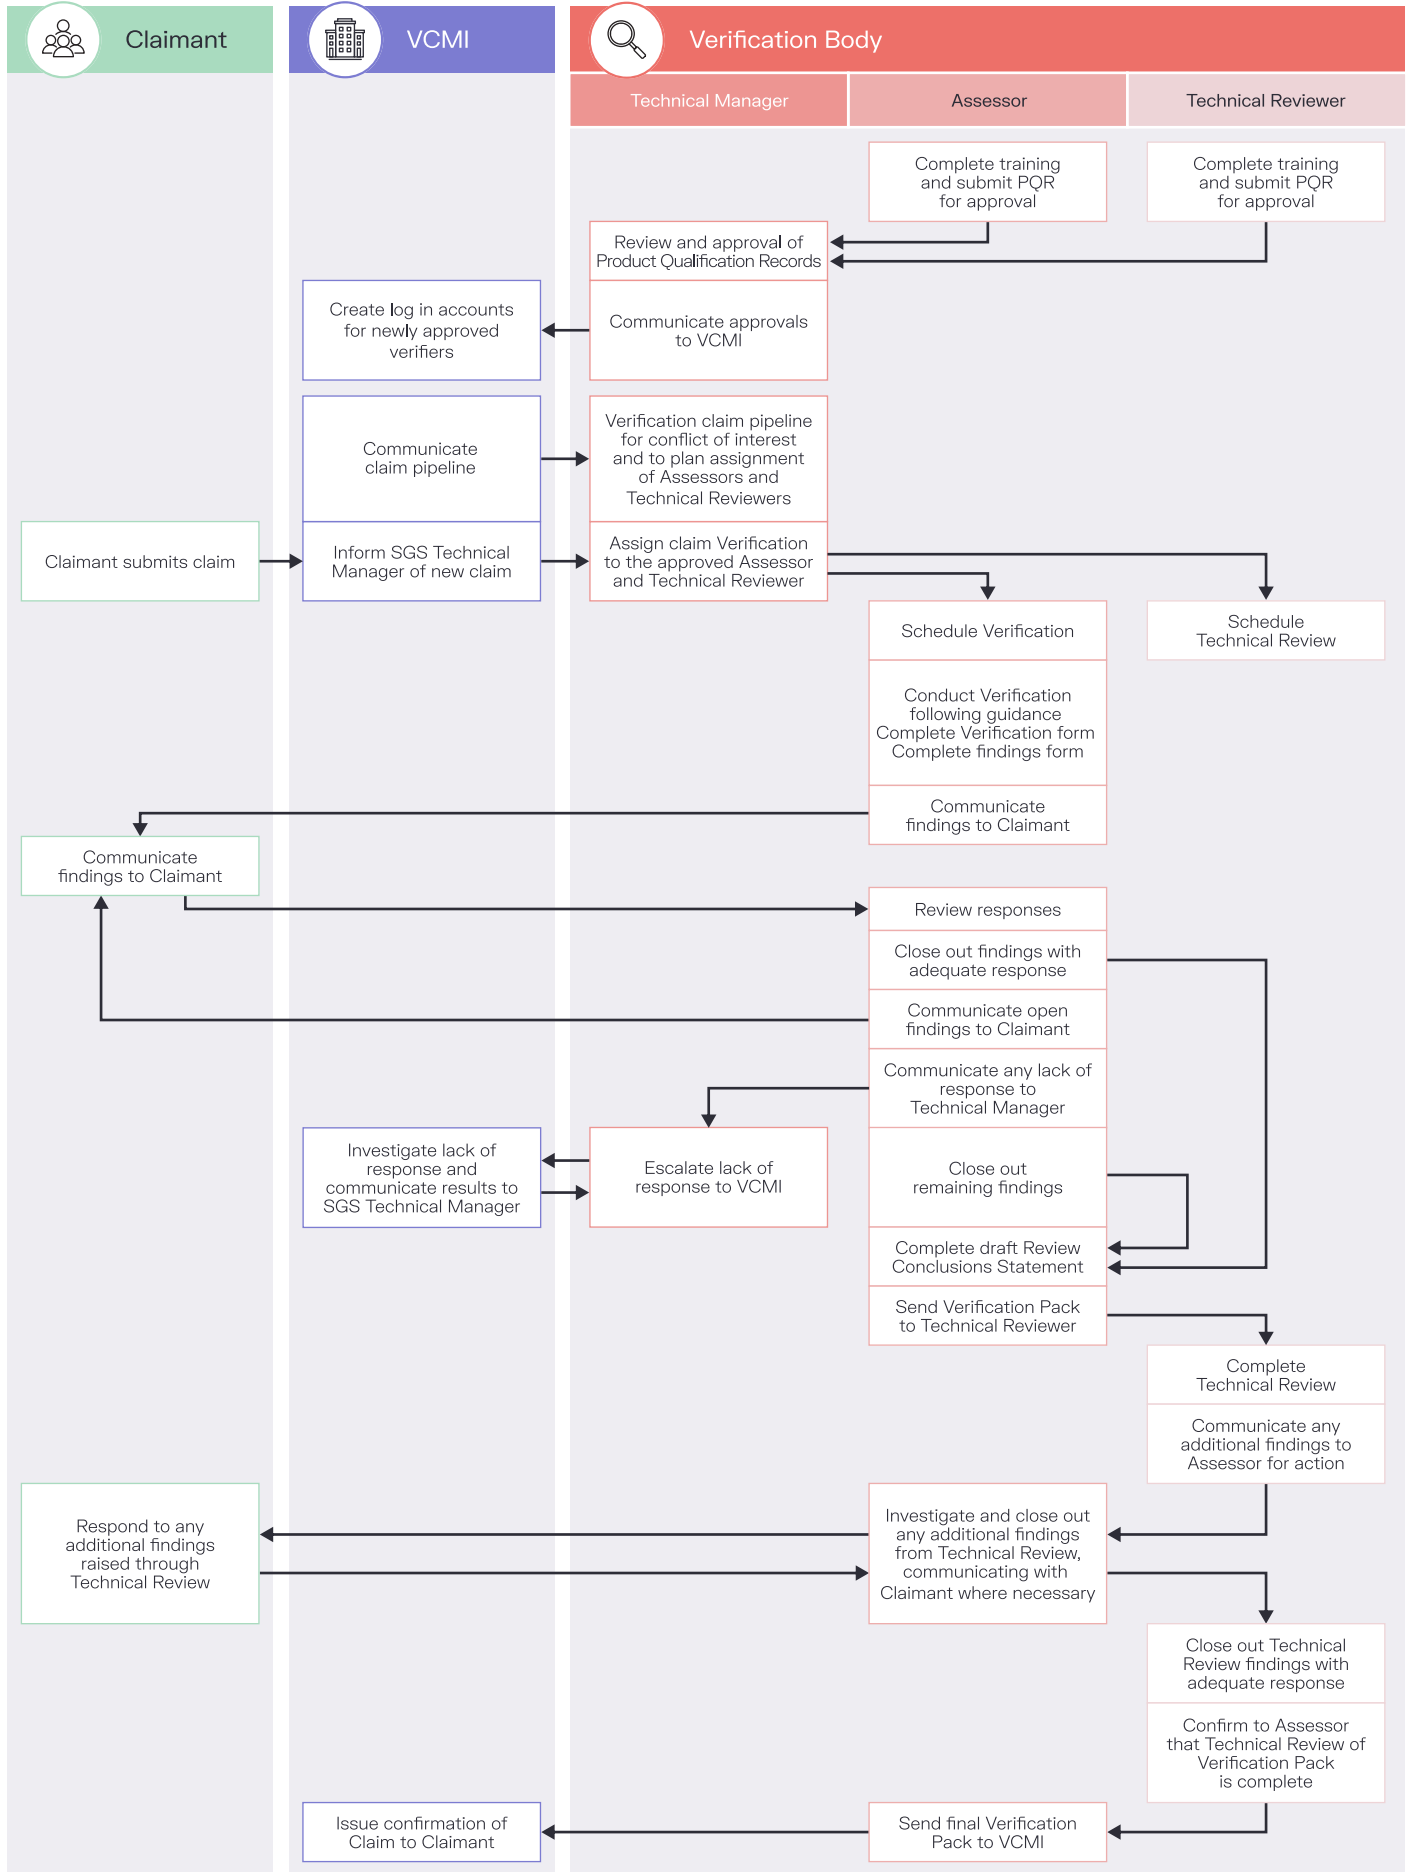 Claimant
VCMI
Verification Body
Technical Manager
Assessor
Technical Reviewer
Complete training
and submit PQR
for approval
Complete training
and submit PQR
for approval
Review and approval of
Product Qualification Records
Create log in accounts
for newly approved
verifiers
Communicate approvals
to VCMI
Communicate
claim pipeline
Verification claim pipeline
for conflict of interest
and to plan assignment
of Assessors and
Technical Reviewers
Claimant submits claim
Inform SGS Technical
Manager of new claim
Assign claim Verification
to the approved Assessor
and Technical Reviewer
Schedule Verification
Schedule
Technical Review
Conduct Verification
following guidance
Complete Verification form
Complete findings form
Communicate
findings to Claimant
Communicate
findings to Claimant
Review responses
Close out findings with
adequate response
Communicate open
findings to Claimant
Communicate any lack of
response to
Technical Manager
Investigate lack of
response and
communicate results to
SGS Technical Manager
Escalate lack of
response to VCMI
Close out
remaining findings
Complete draft Review
Conclusions Statement
Send Verification Pack
to Technical Reviewer
Complete
Technical Review
Communicate any
additional findings to
Assessor for action
Respond to any
additional findings
raised through
Technical Review
Investigate and close out
any additional findings
from Technical Review,
communicating with
Claimant where necessary
Close out Technical
Review findings with
adequate response
Confirm to Assessor
that Technical Review of
Verification Pack
is complete
Issue confirmation of
Claim to Claimant
Send final Verification
Pack to VCMI